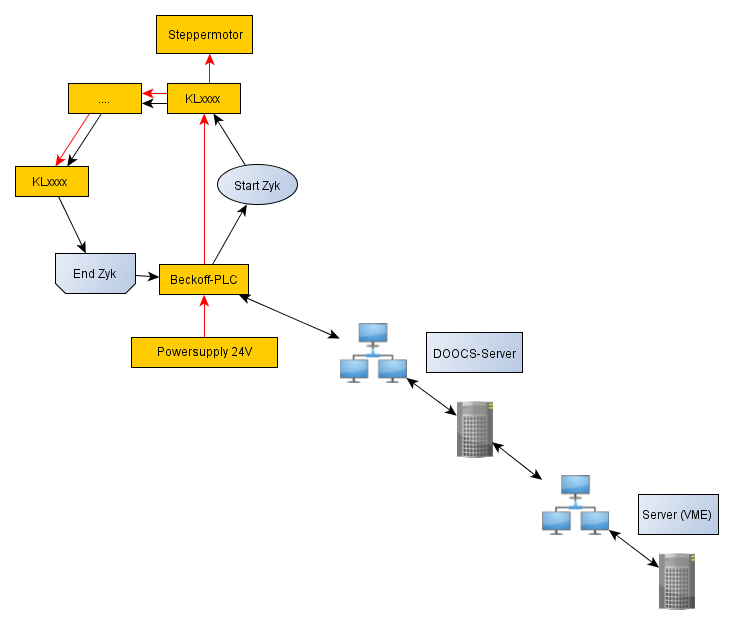 Steppermotor
....
KLxxxx
KLxxxx
Start Zyk
End Zyk
Beckoff-PLC
Powersupply 24V
DOOCS-Server
Server (VME)